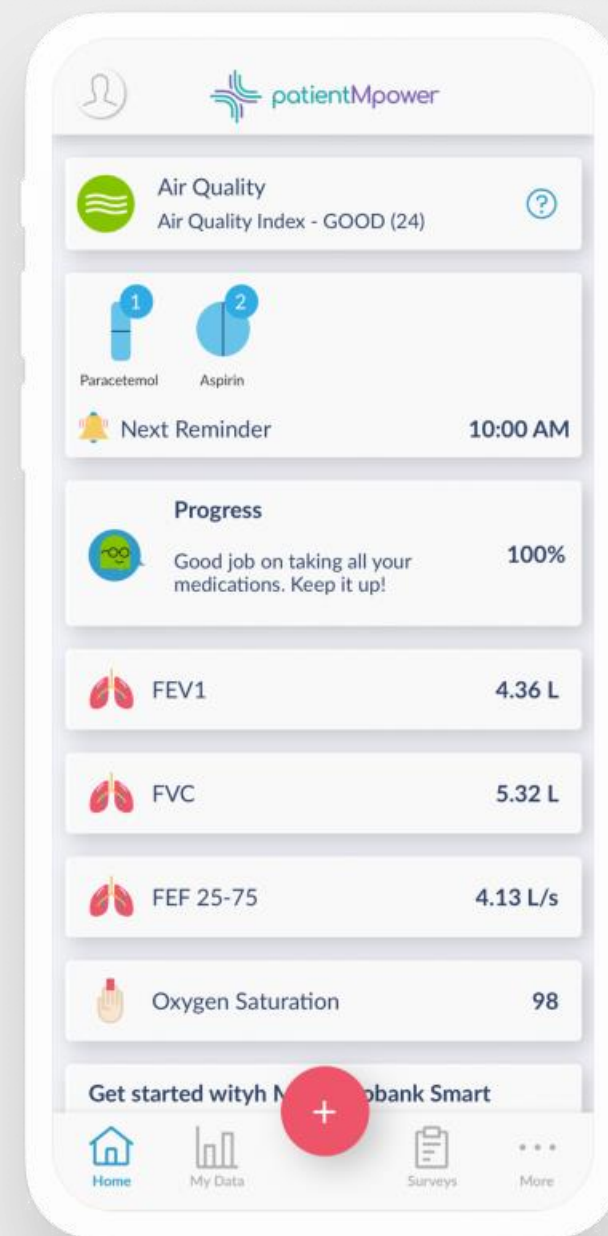 patientMpower
Air Quality
Air Quality Index - GOOD (24)
?
1
2
Paracetemol
Aspirin
Next Reminder
10:00 AM
Progress
Good job on taking all your
medications. Keep it up!
100%
FEV1
4.36 L
FVC
5.32 L
FEF 25-75
4.13 L/s
Oxygen Saturation
98
Get started wityh Smart
+
Home
My Data
Surveys
More